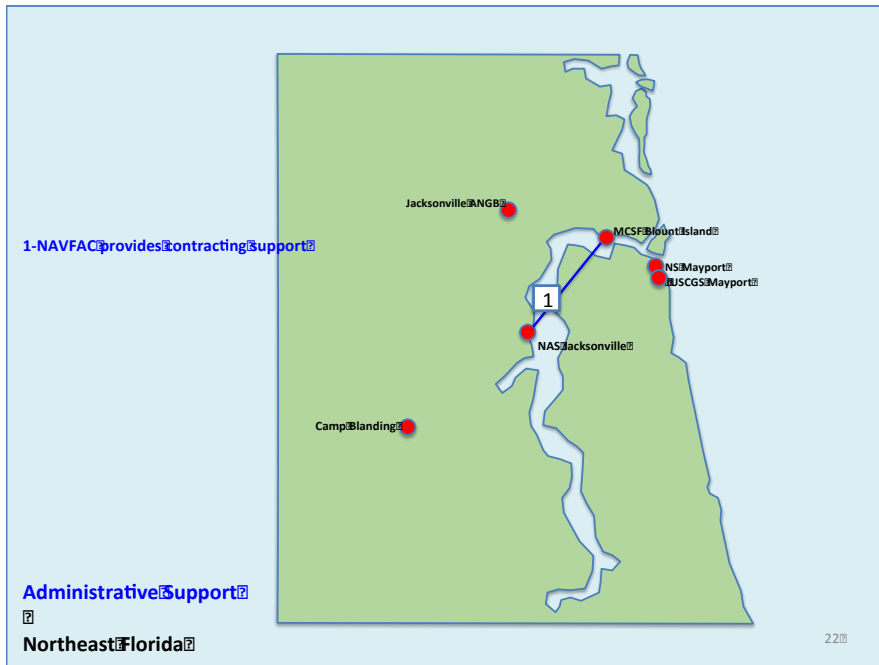 Jacksonville ANGB
MCSF Blount Island
1-NAVFAC provides contracting support
NS Mayport
USCGS Mayport
1
NAS Jacksonville
Camp Blanding
Administrative Support
Northeast Florida
22